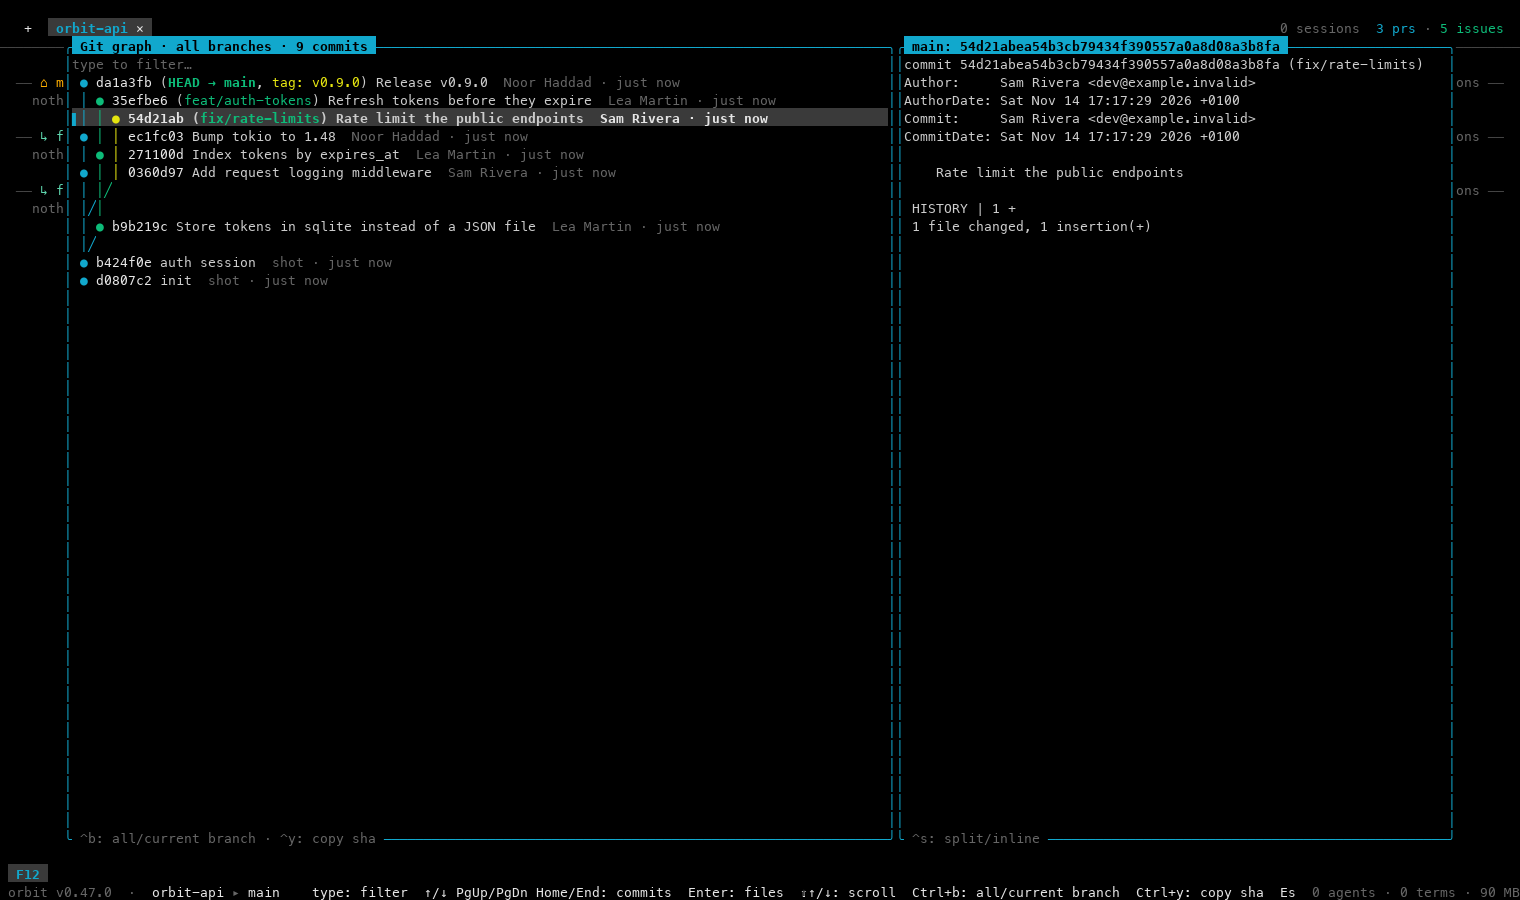 + orbit-api × 0 sessions 3 prs · 5 issues
Git graph · all branches · 9 commits main: 54d21abea54b3cb79434f390557a0a8d08a3b8fa
type to filter… commit 54d21abea54b3cb79434f390557a0a8d08a3b8fa (fix/rate-limits)
⌂ m ● da1a3fb (HEAD → main, tag: v0.9.0) Release v0.9.0 Noor Haddad · just now Author: Sam Rivera <dev@example.invalid> ons
noth ● 35efbe6 (feat/auth-tokens) Refresh tokens before they expire Lea Martin · just now AuthorDate: Sat Nov 14 17:17:29 2026 +0100
● 54d21ab (fix/rate-limits) Rate limit the public endpoints Sam Rivera · just now Commit: Sam Rivera <dev@example.invalid>
↳ f ● ec1fc03 Bump tokio to 1.48 Noor Haddad · just now CommitDate: Sat Nov 14 17:17:29 2026 +0100 ons
noth ● 271100d Index tokens by expires_at Lea Martin · just now
● 0360d97 Add request logging middleware Sam Rivera · just now Rate limit the public endpoints
↳ f ons
noth HISTORY | 1 +
● b9b219c Store tokens in sqlite instead of a JSON file Lea Martin · just now 1 file changed, 1 insertion(+)
● b424f0e auth session shot · just now
● d0807c2 init shot · just now
^b: all/current branch · ^y: copy sha ^s: split/inline
F12
orbit v0.47.0 · orbit-api ▸ main type: filter ↑/↓ PgUp/PgDn Home/End: commits Enter: files ⇧↑/↓: scroll Ctrl+b: all/current branch Ctrl+y: copy sha Es 0 agents · 0 terms · 90 MB